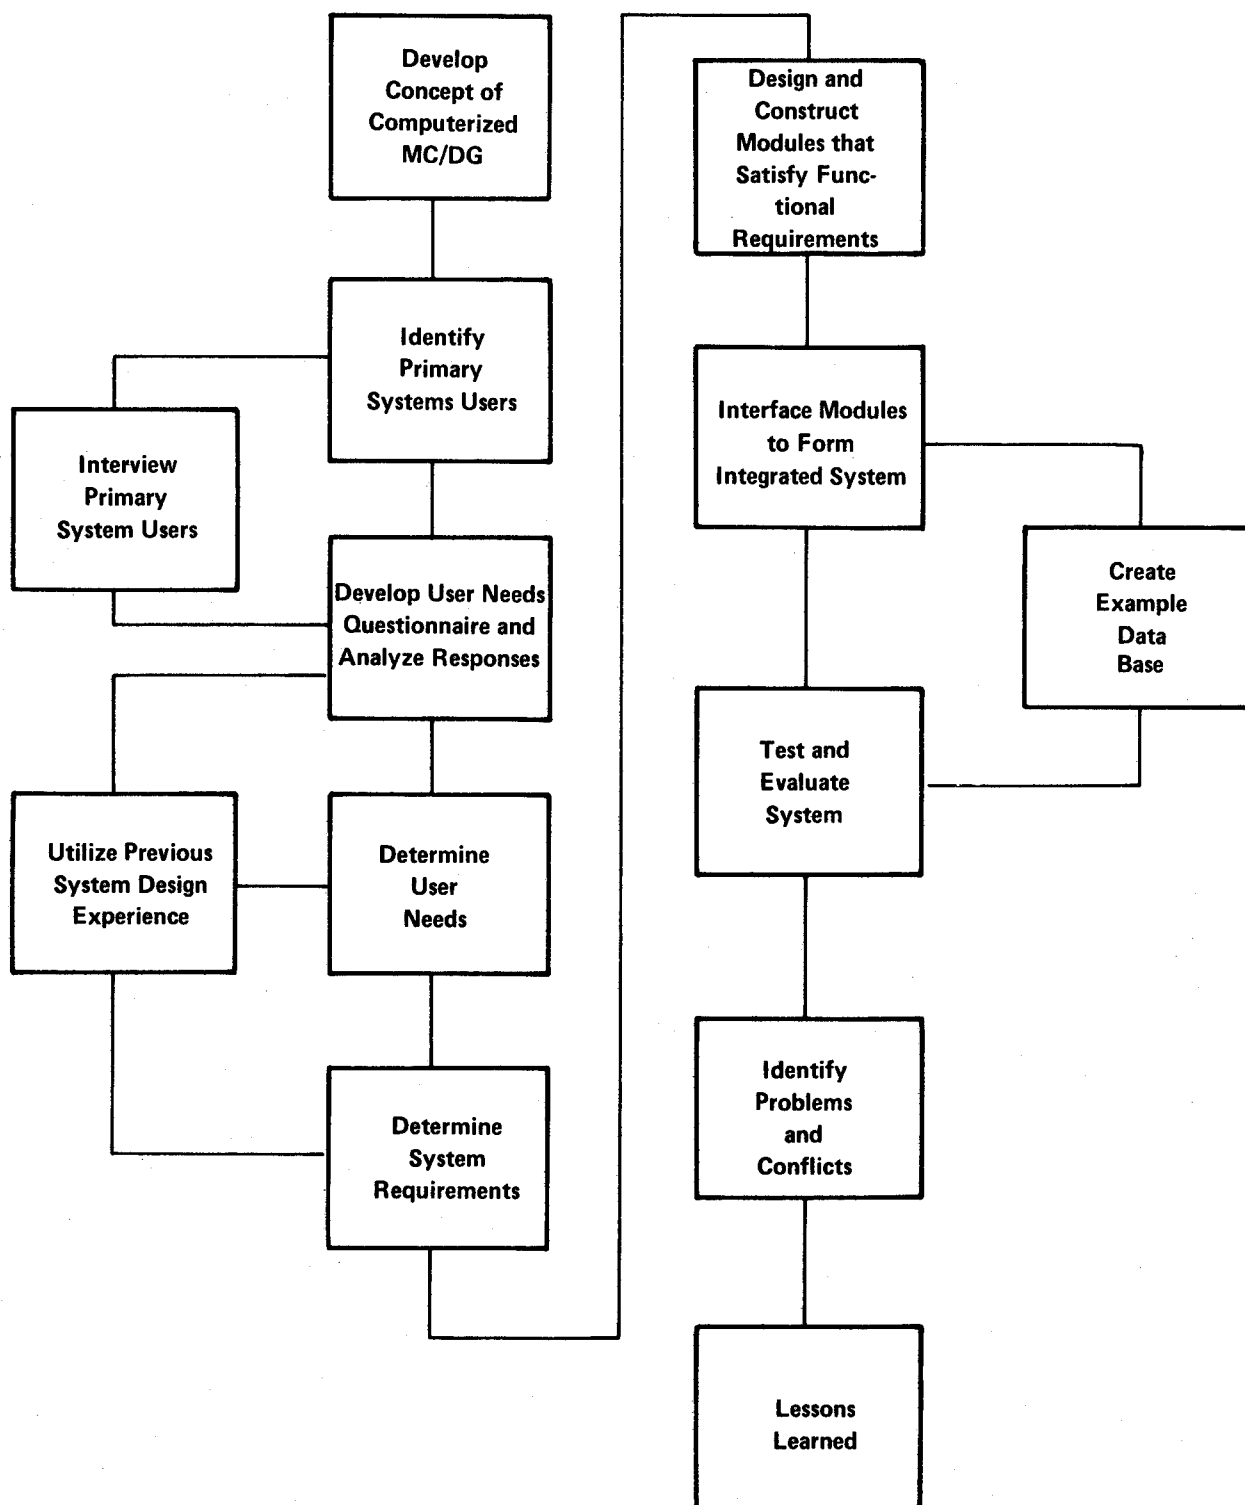 Develop
Concept of
Computerized
MC/DG
Identify
Primary
Systems Users
Interview
Primary
System Users
Develop User Needs
Questionnaire and
Analyze Responses
Utilize Previous
System Design
Experience
Determine
User
Needs
Determine
System
Requirements
Design and
Construct
Modules that
Satisfy Func-
tional
Requirements
Interface Modules
to Form
Integrated System
Create
Example
Data
Base
Test and
Evaluate
System
Identify
Problems
and
Conflicts
Lessons
Learned